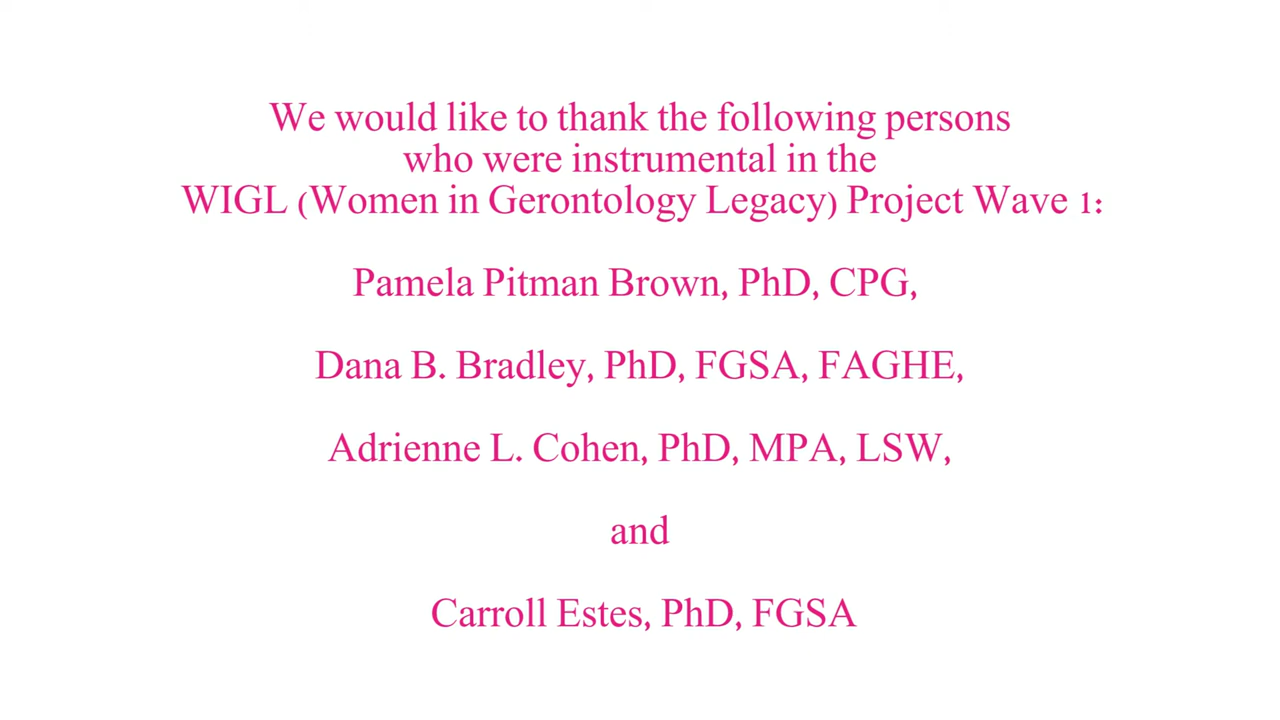 We would like to thank the following persons
who were instrumental in the
WIGL (Women in Gerontology Legacy) Project Wave 1:
Pamela Pitman Brown, PhD, CPG,
Dana B. Bradley, PhD, FGSA, FAGHE,
Adrienne L. Cohen, PhD, MPA, LSW,
and
Carroll Estes, PhD, FGSA